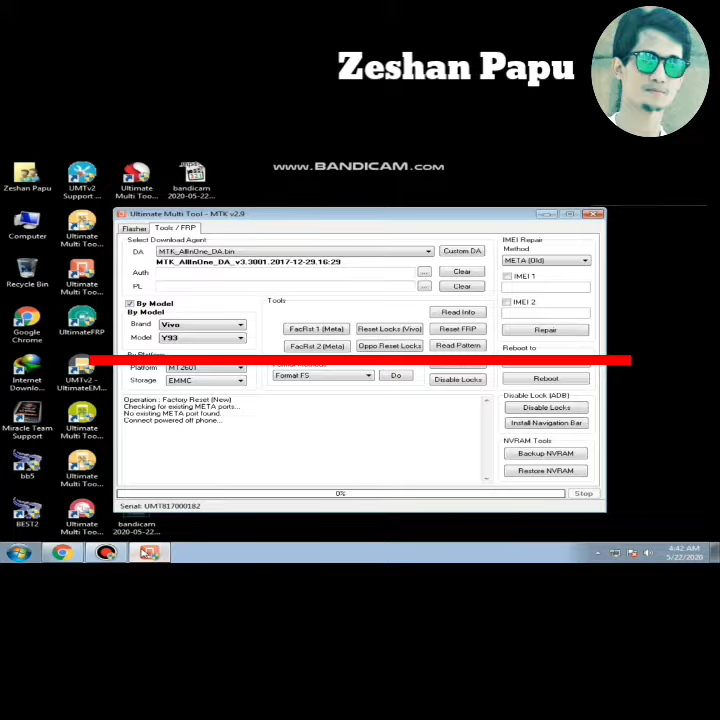 Zeshan Papu
WWW.BANDICAM.COM
Zeshan Papu
UMTv2 Support ...
Ultimate Multi Too...
bandicam 2020-05-22...
Computer
Ultimate Multi Too...
Recycle Bin
Ultimate Multi Too...
Google Chrome
UltimateFRP
Internet Downlo...
UMTv2 - UltimateEM...
Miracle Team Support
Ultimate Multi Too...
bb5
Ultimate Multi Too...
BEST2
Ultimate Multi Too...
bandicam 2020-05-22...
Ultimate Multi Tool - MTK v2.9
Flasher Tools / FRP
Select Download Agent
DA MTK_AllInOne_DA.bin Custom DA
MTK_AllInOne_DA_v3.3001.2017-12-29.16:29
Auth ... Clear
PL ... Clear
By Model
By Model
Brand Vivo
Model Y93
Platform MT2601
Storage EMMC
Tools
Read Info
FacRst 1 (Meta) Reset Locks (Vivo) Reset FRP
FacRst 2 (Meta) Oppo Reset Locks Read Pattern
Format FS Do Disable Locks
IMEI Repair
Method
META (Old)
IMEI 1
IMEI 2
Repair
Reboot to
Reboot
Disable Lock (ADB)
Disable Locks
Install Navigation Bar
NVRAM Tools
Backup NVRAM
Restore NVRAM
Operation : Factory Reset (New)
Checking for existing META ports...
No existing META port found.
Connect powered off phone...
0% Stop
Serial: UMT817000182
4:42 AM
5/22/2020